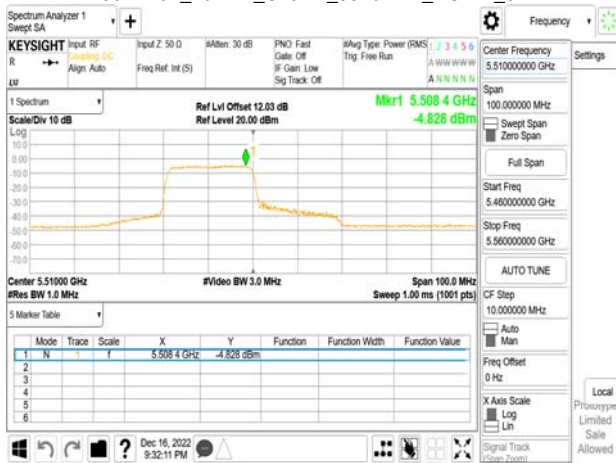 Spectrum Analyzer 1
Swept SA
Frequency
KEYSIGHT
Input: RF
Coupling: DC
Align: Auto
Input Z: 50 Ω
Freq Ref: Int (S)
#Atten: 30 dB
PNO: Fast
Gate: Off
IF Gain: Low
Sig Track: Off
#Avg Type: Power (RMS
Trig: Free Run
1 2 3 4 5 6
A W W W W W
A N N N N N
R
Settings
Center Frequency
5.510000000 GHz
Span
100.000000 MHz
Swept Span
Zero Span
Full Span
Start Freq
5.460000000 GHz
Stop Freq
5.560000000 GHz
AUTO TUNE
CF Step
10.000000 MHz
Auto
Man
Freq Offset
0 Hz
X Axis Scale
Log
Lin
Signal Track
(Span Zoom)
Local
Prototype
Limited
Sale
Allowed
1 Spectrum
Scale/Div 10 dB
Ref Lvl Offset 12.03 dB
Ref Level 20.00 dBm
Mkr1 5.508 4 GHz
-4.828 dBm
Log
10.0
0.00
-10.0
-20.0
-30.0
-40.0
-50.0
-60.0
-70.0
1
Center 5.51000 GHz
#Res BW 1.0 MHz
#Video BW 3.0 MHz
Span 100.0 MHz
Sweep 1.00 ms (1001 pts)
5 Marker Table
Mode Trace Scale X Y Function Function Width Function Value
1 N 1 f 5.508 4 GHz -4.828 dBm
2
3
4
5
6
?
Dec 16, 2022
9:32:11 PM